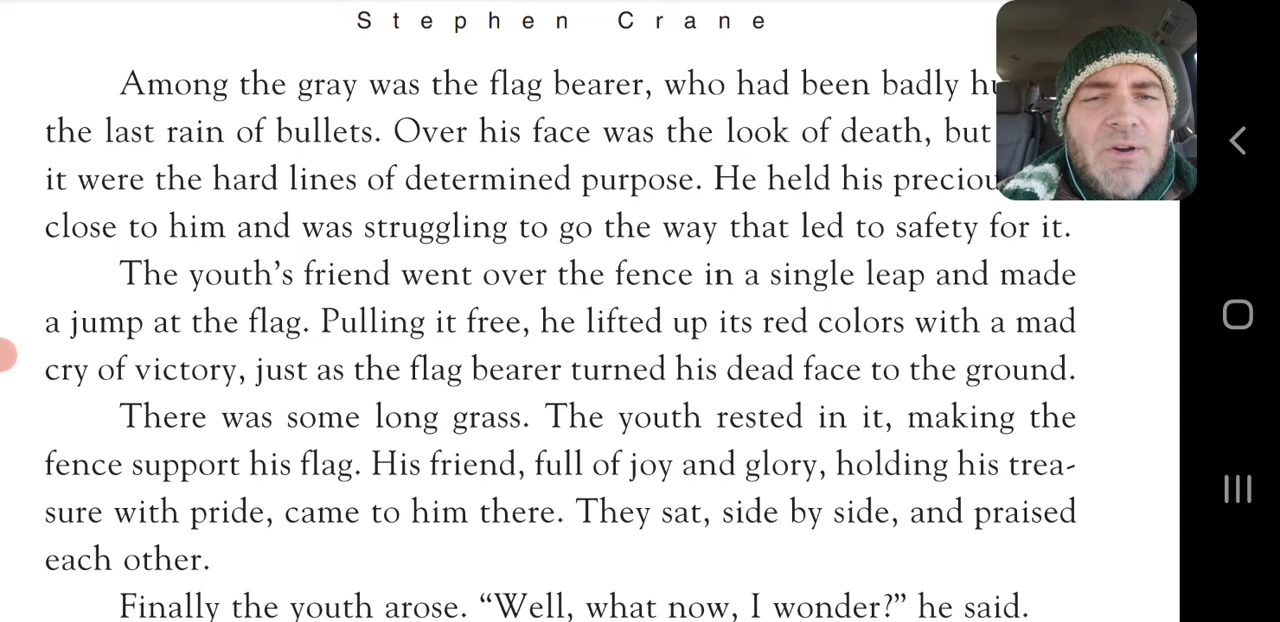 Stephen Crane
Among the gray was the flag bearer, who had been badly
the last rain of bullets. Over his face was the look of death, but
it were the hard lines of determined purpose. He held his
close to him and was struggling to go the way that led to safety for it.
The youth’s friend went over the fence in a single leap and made
a jump at the flag. Pulling it free, he lifted up its red colors with a mad
cry of victory, just as the flag bearer turned his dead face to the ground.
There was some long grass. The youth rested in it, making the
fence support his flag. His friend, full of joy and glory, holding his trea-
sure with pride, came to him there. They sat, side by side, and praised
each other.
Finally the youth arose. “Well, what now, I wonder?” he said.